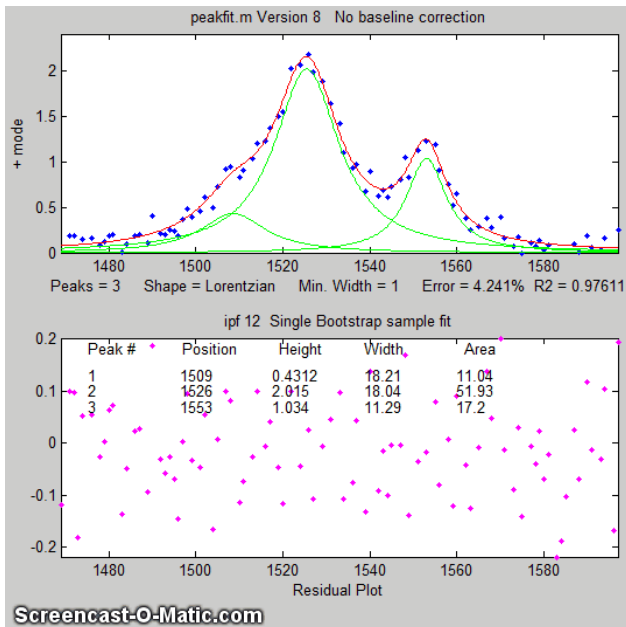 peakfit.m Version 8 No baseline correction
2
1.5
1
0.5
0
+ mode
1480 1500 1520 1540 1560 1580
Peaks = 3 Shape = Lorentzian Min. Width = 1 Error = 4.241% R2 = 0.97611
ipf 12 Single Bootstrap sample fit
0.2
0.1
0
-0.1
-0.2
Peak # Position Height Width Area
1 1509 0.4312 18.21 11.04
2 1526 2.015 18.04 51.93
3 1553 1.034 11.29 17.2
1480 1500 1520 1540 1560 1580
Residual Plot
Screencast-O-Matic.com